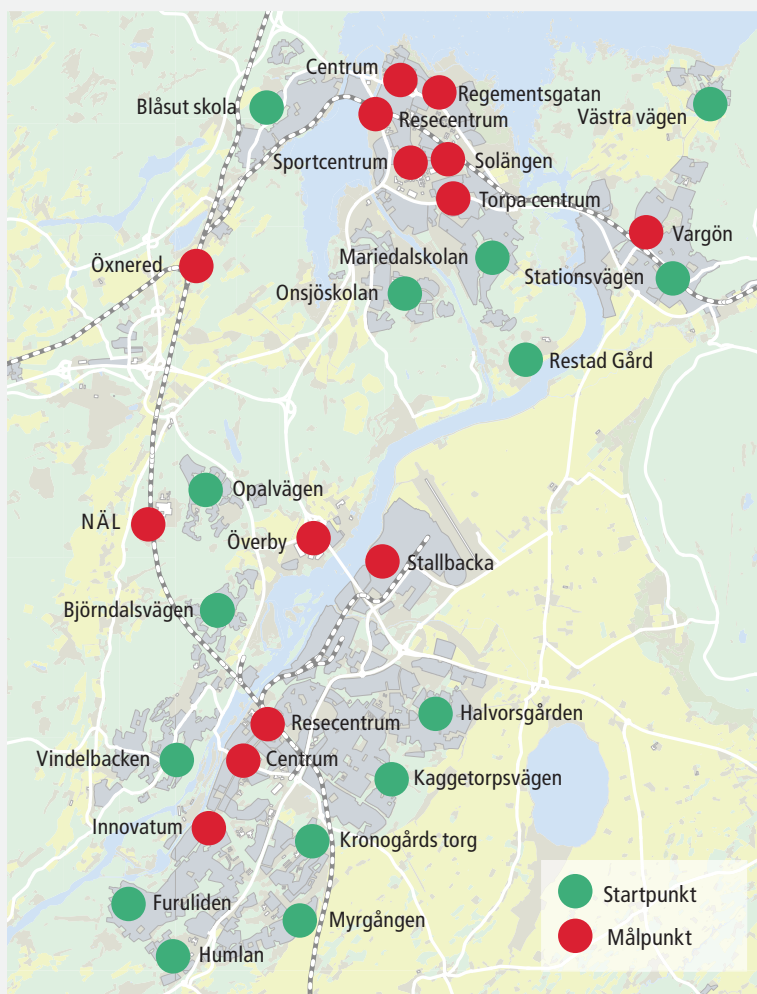 Centrum
Regementsgatan
Blåsut skola
Västra vägen
Resecentrum
Sportcentrum
Solängen
Torpa centrum
Vargön
Mariedalskolan
Öxnered
Stationsvägen
Onsjöskolan
Restad Gård
Opalvägen
NÄL
Överby
Stallbacka
Björndalsvägen
Halvorsgården
Resecentrum
Vindelbacken
Centrum
Kaggetorpsvägen
Innovatum
Kronogårds torg
Furuliden
Startpunkt
Myrgången
Målpunkt
Humlan